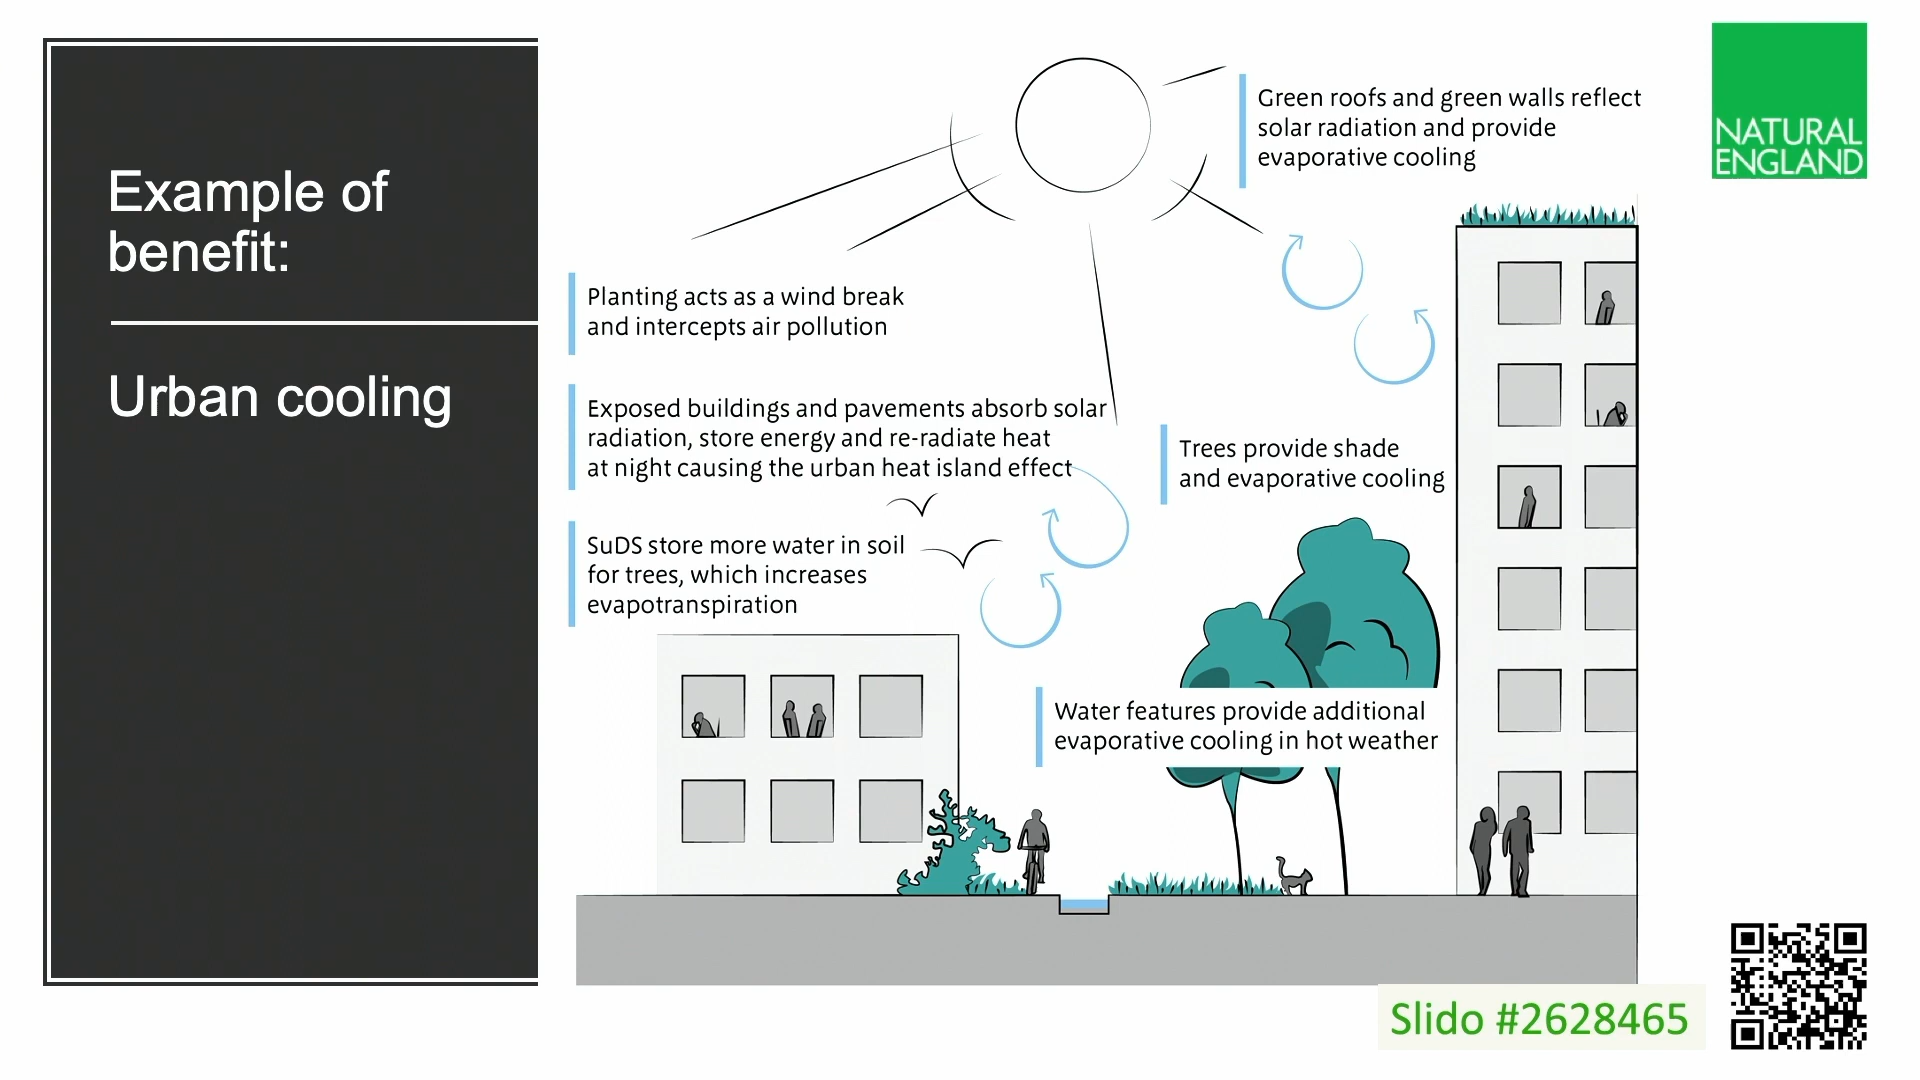 Example of
benefit:
Urban cooling
Green roofs and green walls reflect
solar radiation and provide
evaporative cooling
NATURAL
ENGLAND
Planting acts as a wind break
and intercepts air pollution
Exposed buildings and pavements absorb solar
radiation, store energy and re-radiate heat
at night causing the urban heat island effect
Trees provide shade
and evaporative cooling
SuDS store more water in soil
for trees, which increases
evapotranspiration
Water features provide additional
evaporative cooling in hot weather
Slido #2628465